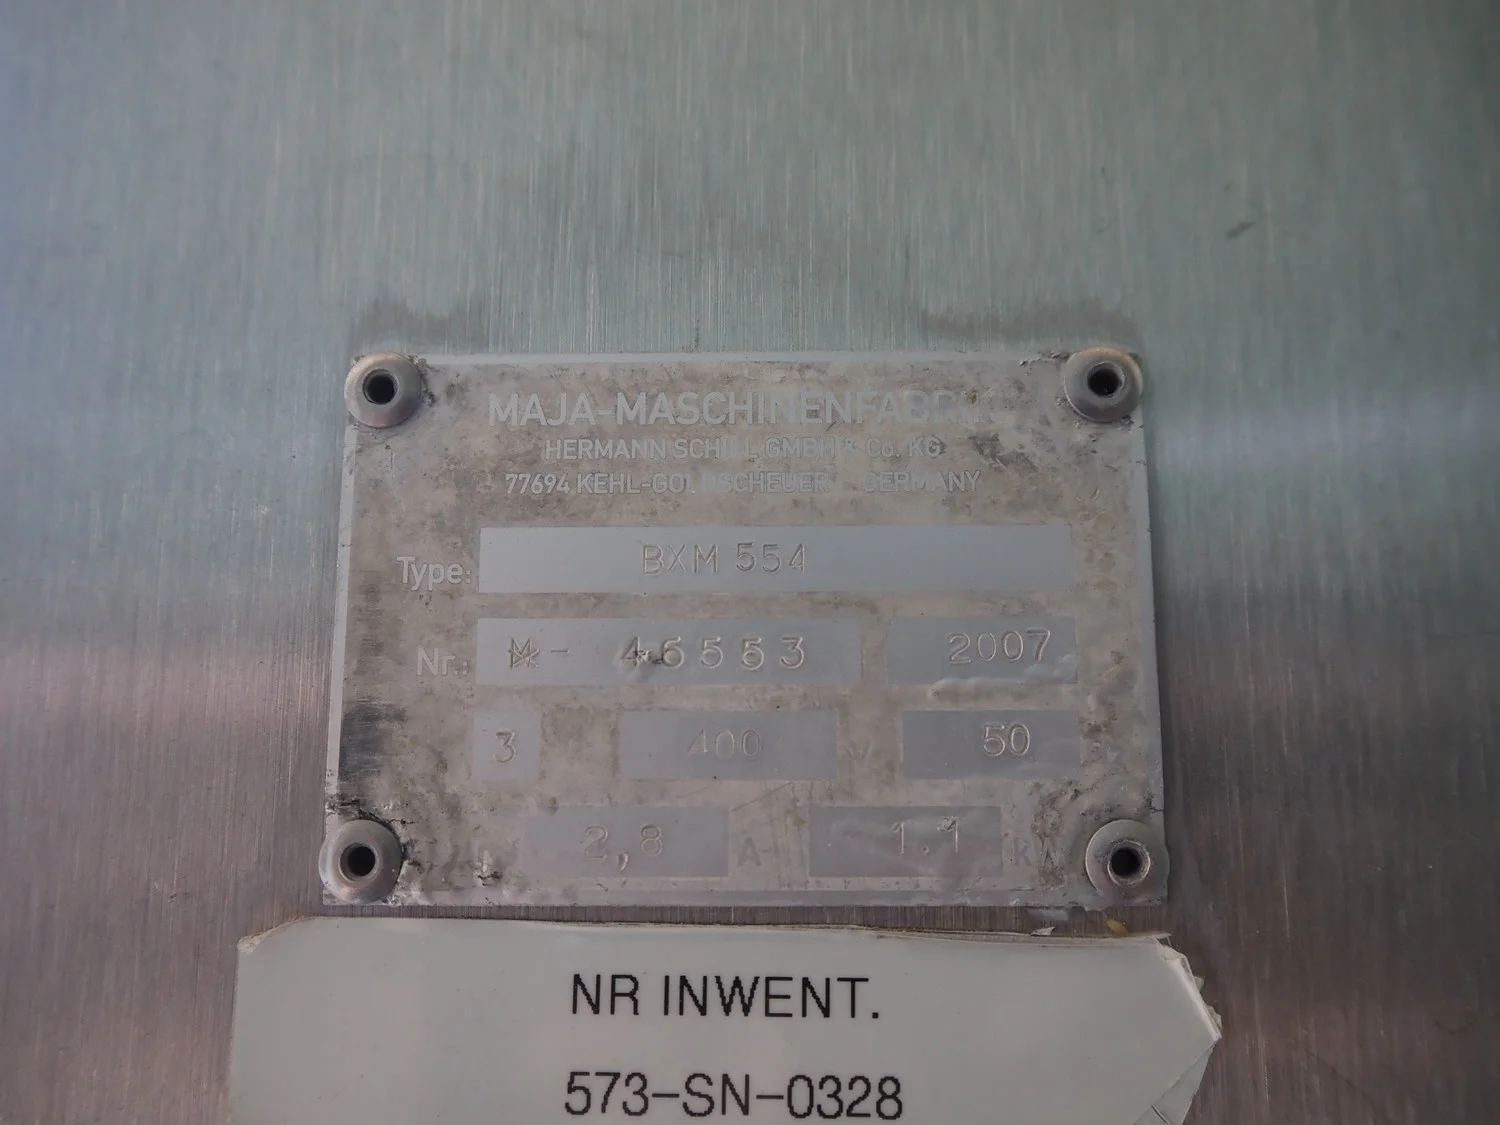 MAJA-MASCHINENFABRIK
HERMANN SCHILL GMBH & Co. KG
77694 KEHL-GOLDSCHEUER GERMANY
Type: BXM 554
Nr.: 2007
3 400 V 50
2,8 A 1.1 kW
NR INWENT.
573-SN-0328